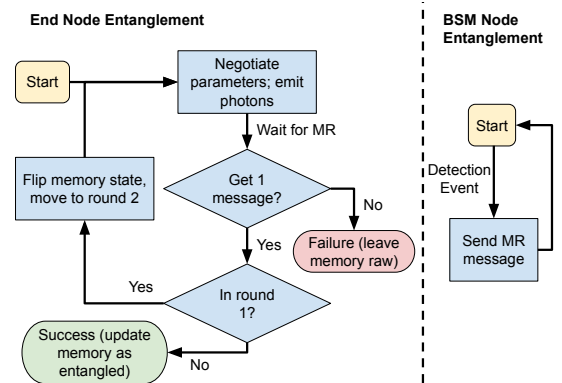 End Node Entanglement
Start
Negotiate
parameters; emit
photons
Wait for MR
Flip memory state,
move to round 2
Get 1
message?
No
Failure (leave
memory raw)
Yes
Yes
In round
1?
Success (update
memory as
entangled)
No
BSM Node
Entanglement
Start
Detection
Event
Send MR
message